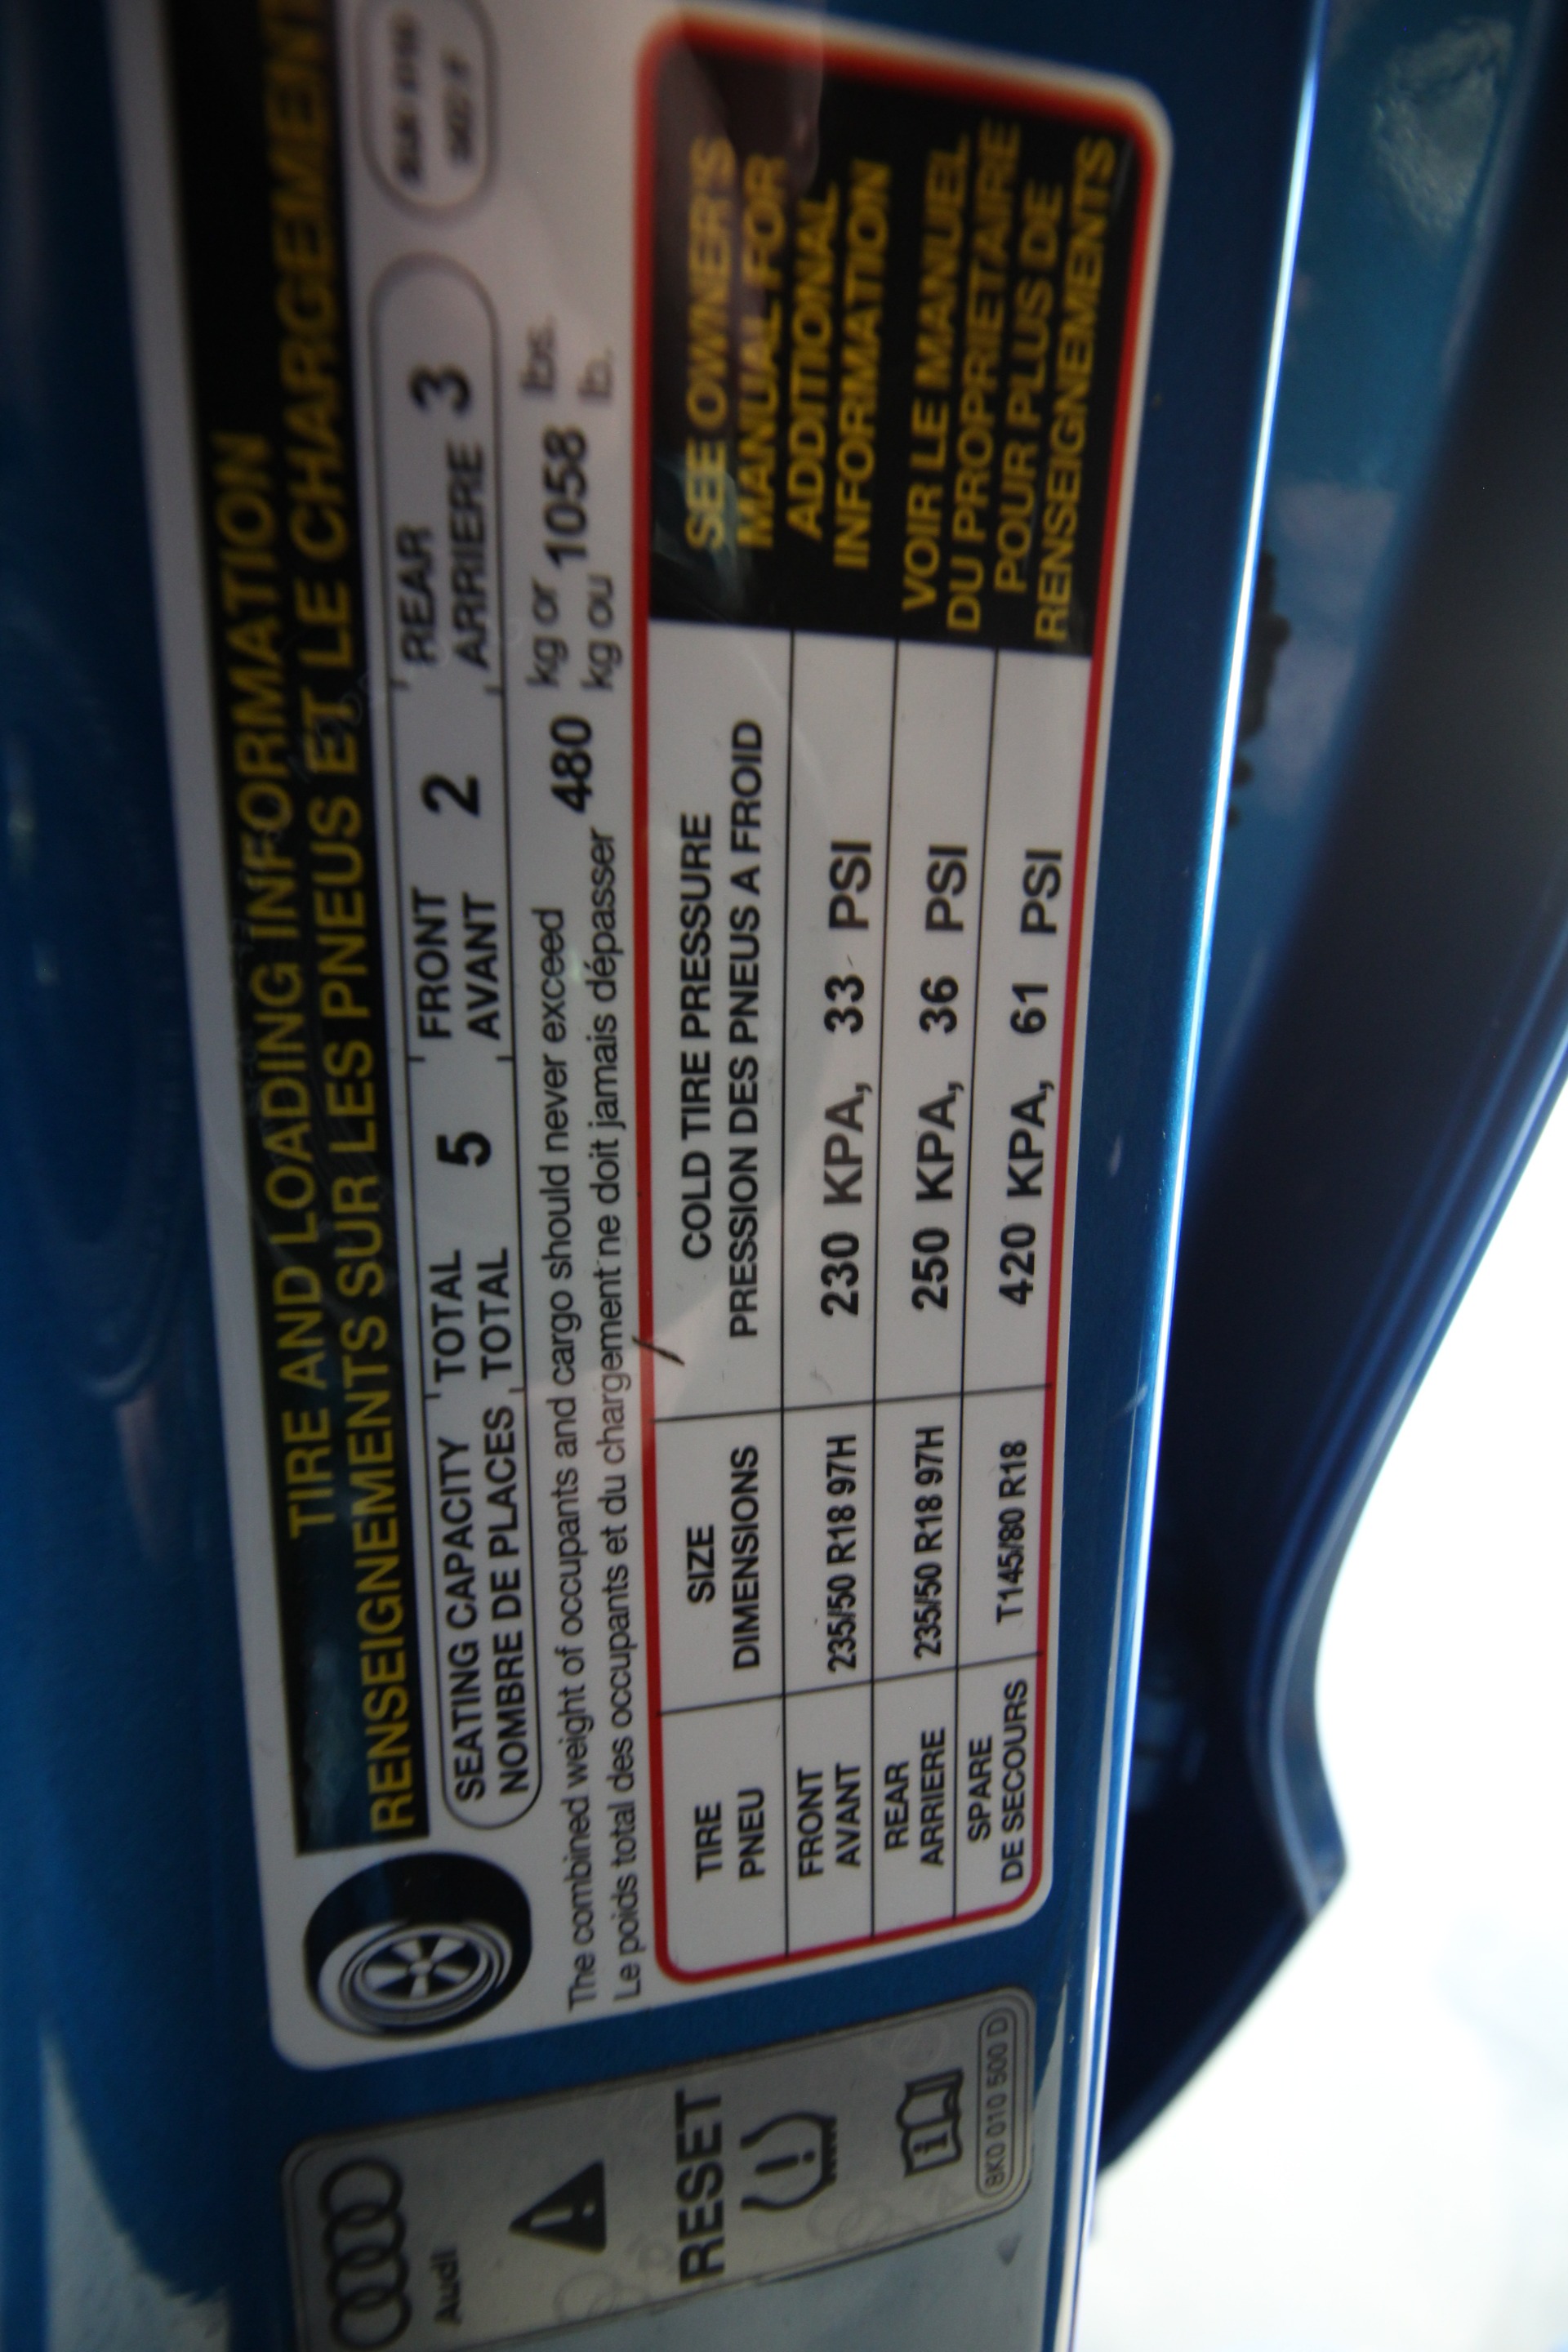 TIRE AND LOADING INFORMATION
RENSEIGNEMENTS SUR LES PNEUS ET LE CHARGEMENT
SEATING CAPACITY TOTAL 5 FRONT 2 REAR 3
NOMBRE DE PLACES TOTAL AVANT ARRIERE
The combined weight of occupants and cargo should never exceed 480 kg or 1058 lbs.
Le poids total des occupants et du chargement ne doit jamais dépasser kg ou lb.
TIRE SIZE COLD TIRE PRESSURE
PNEU DIMENSIONS PRESSION DES PNEUS A FROID
FRONT 235/50 R18 97H 230 KPA, 33 PSI
AVANT
REAR 235/50 R18 97H 250 KPA, 36 PSI
ARRIERE
SPARE T145/80 R18 420 KPA, 61 PSI
DE SECOURS
SEE OWNER'S
MANUAL FOR
ADDITIONAL
INFORMATION
VOIR LE MANUEL
DU PROPRIETAIRE
POUR PLUS DE
RENSEIGNEMENTS
Audi
RESET
8K0 010 500 D